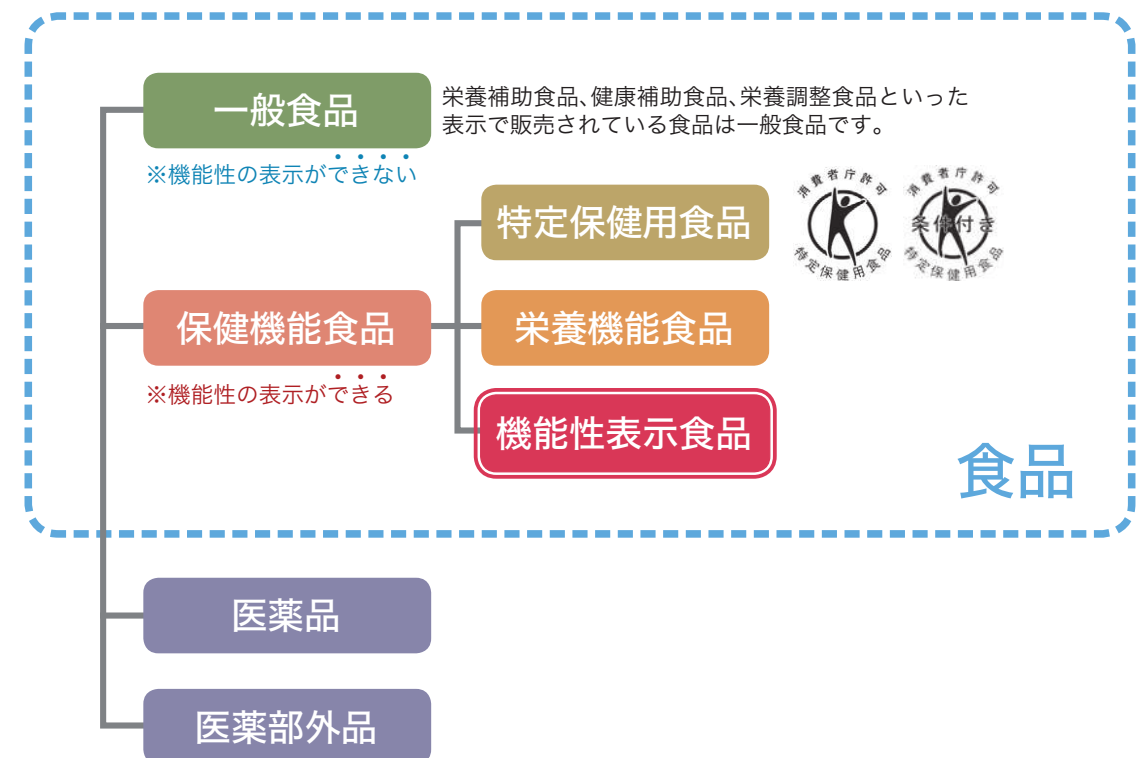 一般食品
栄養補助食品、健康補助食品、栄養調整食品といった
表示で販売されている食品は一般食品です。
※機能性の表示ができない
特定保健用食品
消費者庁許可
特定保健用食品
消費者庁許可
条件付き
特定保健用食品
保健機能食品
※機能性の表示ができる
栄養機能食品
機能性表示食品
食品
医薬品
医薬部外品